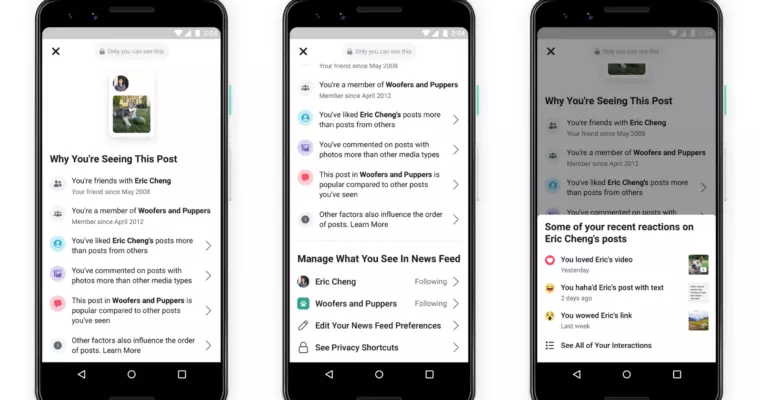 2:04
Only you can see this
Why You're Seeing This Post
You're friends with Eric Cheng
Your friend since May 2008
You're a member of Woofers and Puppers
Member since April 2012
You've liked Eric Cheng's posts more
than posts from others
You've commented on posts with
photos more than other media types
This post in Woofers and Puppers is
popular compared to other posts
you've seen
Other factors also influence the order
of posts. Learn More
2:04
Only you can see this
Your friend since May 2008
You're a member of Woofers and Puppers
Member since April 2012
You've liked Eric Cheng's posts more
than posts from others
You've commented on posts with
photos more than other media types
This post in Woofers and Puppers is
popular compared to other posts
you've seen
Other factors also influence the order
of posts. Learn More
Manage What You See In News Feed
Eric Cheng Following
Woofers and Puppers Following
Edit Your News Feed Preferences
See Privacy Shortcuts
2:04
Only you can see this
Why You're Seeing This Post
You're friends with Eric Cheng
Your friend since May 2008
You're a member of Woofers and Puppers
Member since April 2012
You've liked Eric Cheng's posts more
than posts from others
You've commented on posts with
Some of your recent reactions on
Eric Cheng's posts
You loved Eric's video
Yesterday
You haha'd Eric's post with text
2 days ago
You wowed Eric's link
Last week
See All of Your Interactions